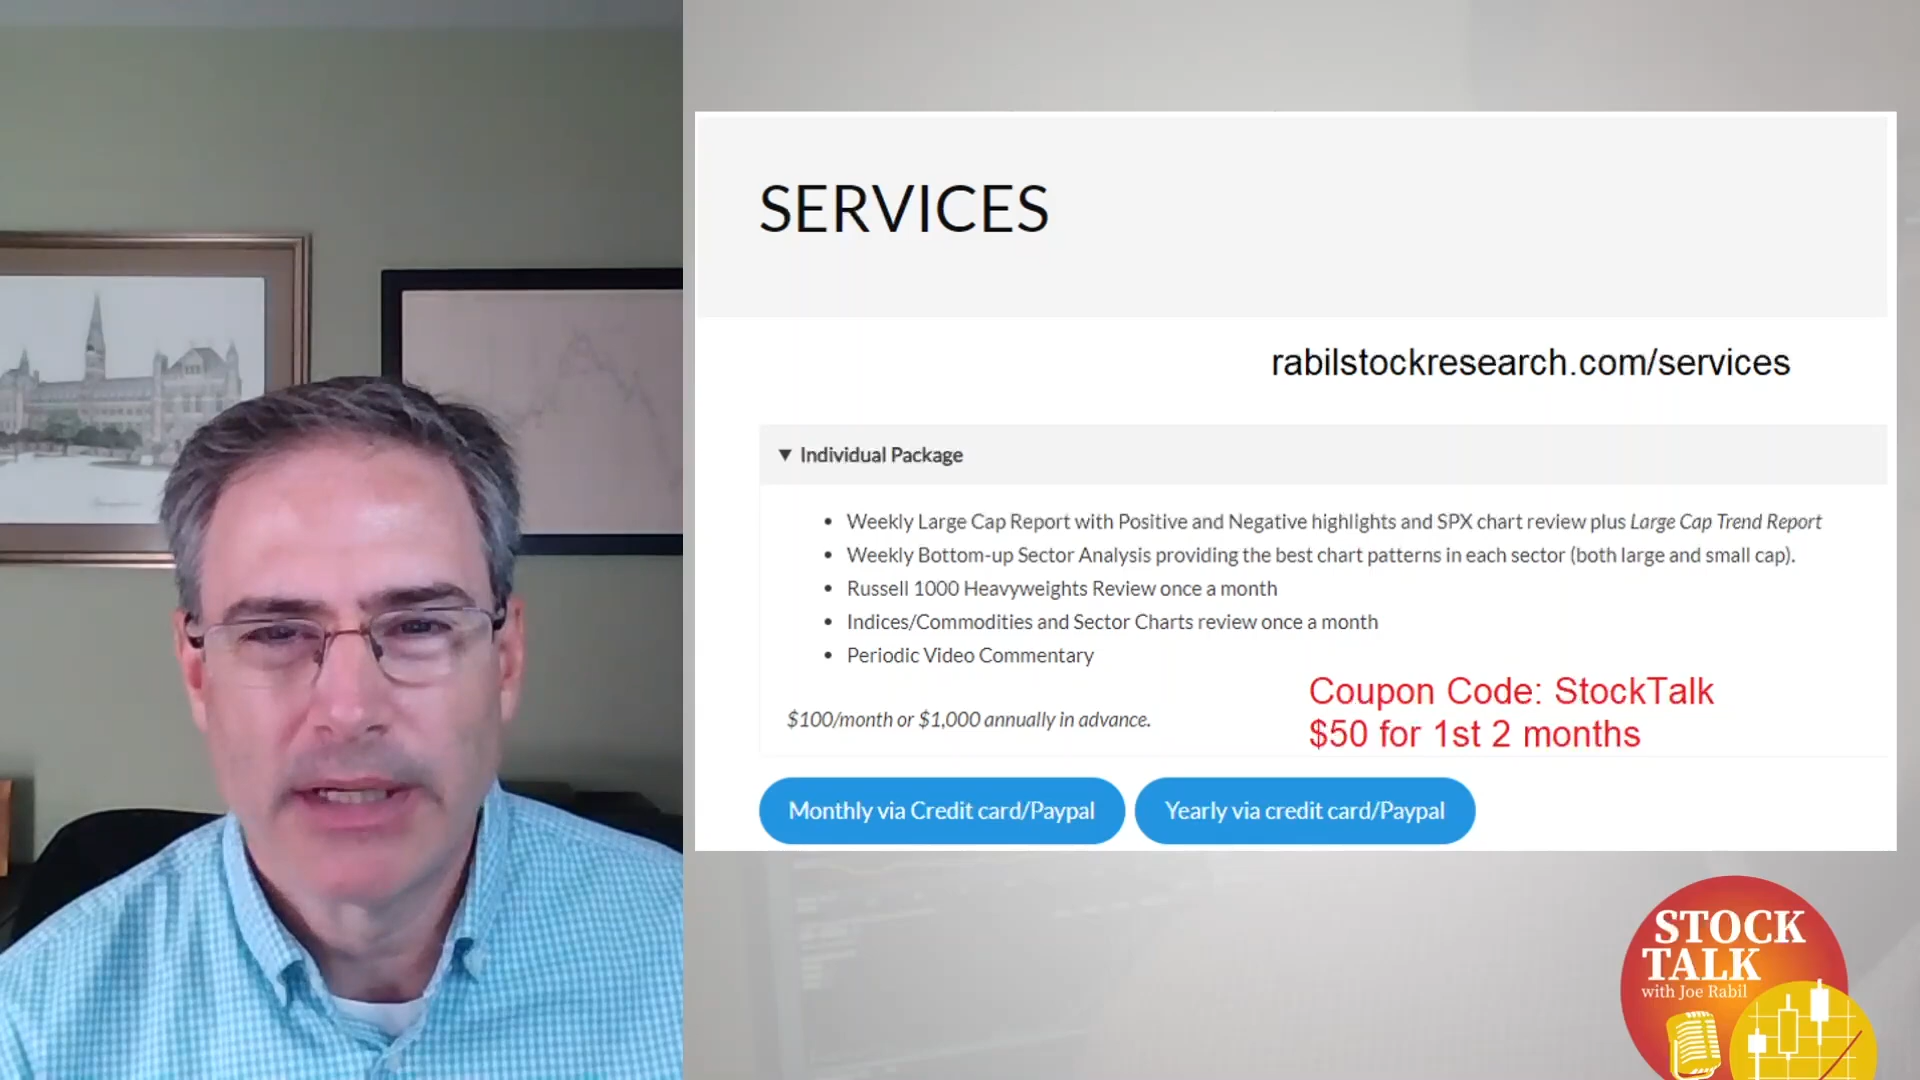 SERVICES
rabilstockresearch.com/services
▼ Individual Package
• Weekly Large Cap Report with Positive and Negative highlights and SPX chart review plus Large Cap Trend Report
• Weekly Bottom-up Sector Analysis providing the best chart patterns in each sector (both large and small cap).
• Russell 1000 Heavyweights Review once a month
• Indices/Commodities and Sector Charts review once a month
• Periodic Video Commentary
$100/month or $1,000 annually in advance.
Coupon Code: StockTalk
$50 for 1st 2 months
Monthly via Credit card/Paypal
Yearly via credit card/Paypal
STOCK
TALK
with Joe Rabil